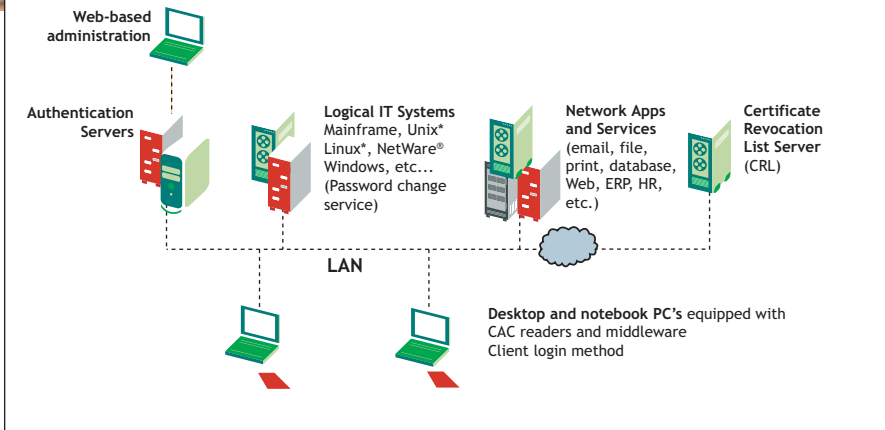 Web-based
administration
Authentication
Servers
Logical IT Systems
Mainframe, Unix*
Linux*, NetWare®
Windows, etc...
(Password change
service)
Network Apps
and Services
(email, file,
print, database,
Web, ERP, HR,
etc.)
Certificate
Revocation
List Server
(CRL)
LAN
Desktop and notebook PC's equipped with
CAC readers and middleware
Client login method